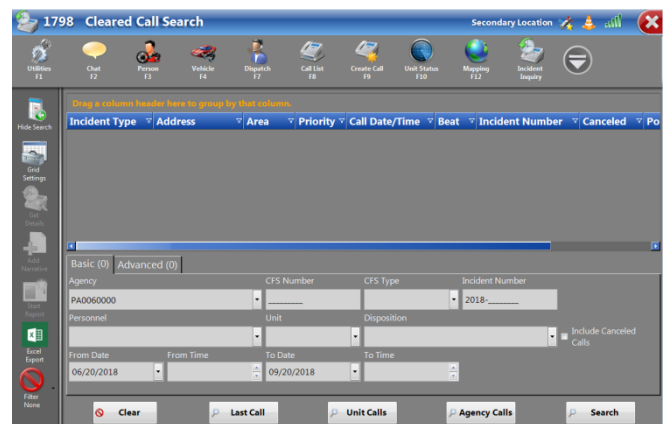 1798 Cleared Call Search
Secondary Location
Utilities Chat Person Vehicle Dispatch Call List Create Call Unit Status Mapping Incident
F1 F2 F3 F4 F7 F8 F9 F10 F12 Inquiry
Drag a column header here to group by that column.
Incident Type Address Area Priority Call Date/Time Beat Incident Number Canceled Po
Hide Search
Grid
Settings
Get
Details
Add
Narrative
Start
Report
Excel
Export
Filter
None
Basic (0) Advanced (0)
Agency CFS Number CFS Type Incident Number
PA0060000 ________ 2018-_______
Personnel Unit Disposition
Include Canceled
Calls
From Date From Time To Date To Time
06/20/2018 09/20/2018
Clear Last Call Unit Calls Agency Calls Search